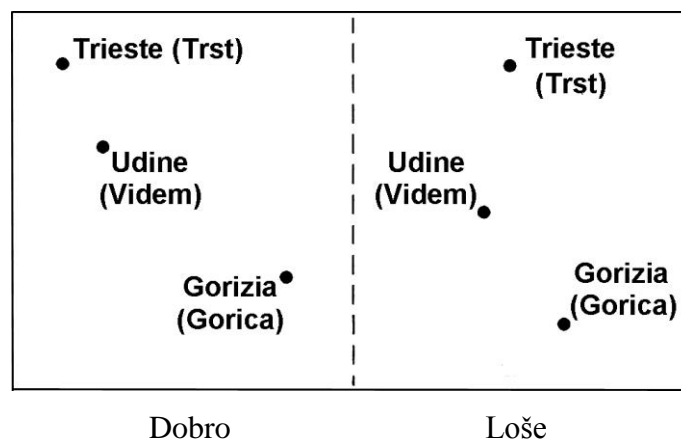 Trieste (Trst)
Udine
(Videm)
Gorizia
(Gorica)
Trieste
(Trst)
Udine
(Videm)
Gorizia
(Gorica)
Dobro
Loše